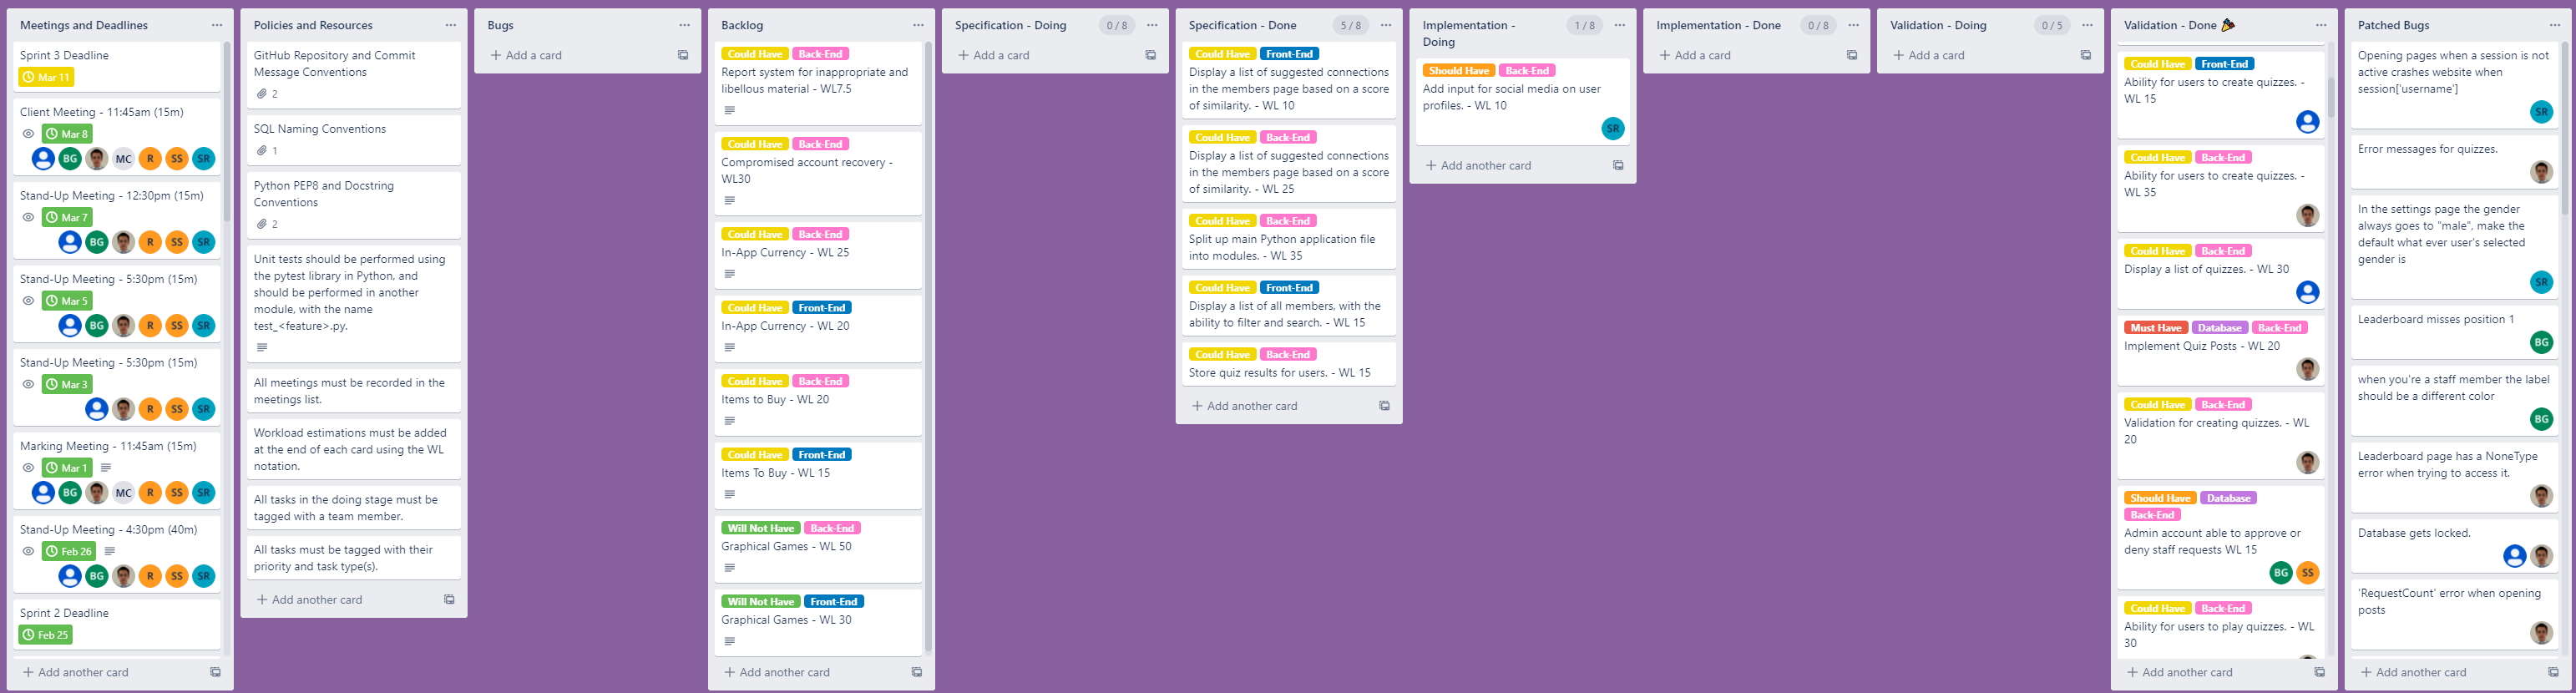 Meetings and Deadlines
Sprint 3 Deadline
Mar 11
Client Meeting - 11:45am (15m)
Mar 8
BG MC R SS SR
Stand-Up Meeting - 12:30pm (15m)
Mar 7
BG R SS SR
Stand-Up Meeting - 5:30pm (15m)
Mar 5
BG R SS SR
Stand-Up Meeting - 5:30pm (15m)
Mar 3
R SS SR
Marking Meeting - 11:45am (15m)
Mar 1
BG MC R SS SR
Stand-Up Meeting - 4:30pm (40m)
Feb 26
BG R SS SR
Sprint 2 Deadline
Feb 25
+ Add another card
Policies and Resources
GitHub Repository and Commit
Message Conventions
2
SQL Naming Conventions
1
Python PEP8 and Docstring
Conventions
2
Unit tests should be performed using
the pytest library in Python, and
should be performed in another
module, with the name
test_<feature>.py.
All meetings must be recorded in the
meetings list.
Workload estimations must be added
at the end of each card using the WL
notation.
All tasks in the doing stage must be
tagged with a team member.
All tasks must be tagged with their
priority and task type(s).
+ Add another card
Bugs
+ Add a card
Backlog
Could Have Back-End
Report system for inappropriate and
libellous material - WL7.5
Could Have Back-End
Compromised account recovery -
WL30
Could Have Back-End
In-App Currency - WL 25
Could Have Front-End
In-App Currency - WL 20
Could Have Back-End
Items to Buy - WL 20
Could Have Front-End
Items To Buy - WL 15
Will Not Have Back-End
Graphical Games - WL 50
Will Not Have Front-End
Graphical Games - WL 30
+ Add another card
Specification - Doing 0 / 8
+ Add a card
Specification - Done 5 / 8
Could Have Front-End
Display a list of suggested connections
in the members page based on a score
of similarity. - WL 10
Could Have Back-End
Display a list of suggested connections
in the members page based on a score
of similarity. - WL 25
Could Have Back-End
Split up main Python application file
into modules. - WL 35
Could Have Front-End
Display a list of all members, with the
ability to filter and search. - WL 15
Could Have Back-End
Store quiz results for users. - WL 15
+ Add another card
Implementation - 1 / 8
Doing
Should Have Back-End
Add input for social media on user
profiles. - WL 10
SR
+ Add another card
Implementation - Done 0 / 8
+ Add a card
Validation - Doing 0 / 5
+ Add a card
Validation - Done 🎉
Could Have Front-End
Ability for users to create quizzes. -
WL 15
Could Have Back-End
Ability for users to create quizzes. -
WL 35
Could Have Back-End
Display a list of quizzes. - WL 30
Must Have Database Back-End
Implement Quiz Posts - WL 20
Could Have Back-End
Validation for creating quizzes. - WL
20
Should Have Database
Back-End
Admin account able to approve or
deny staff requests WL 15
BG SS
Could Have Back-End
Ability for users to play quizzes. - WL
30
+ Add another card
Patched Bugs
Opening pages when a session is not
active crashes website when
session['username']
SR
Error messages for quizzes.
In the settings page the gender
always goes to "male", make the
default what ever user's selected
gender is
SR
Leaderboard misses position 1
BG
when you're a staff member the label
should be a different color
BG
Leaderboard page has a NoneType
error when trying to access it.
Database gets locked.
'RequestCount' error when opening
posts
+ Add another card